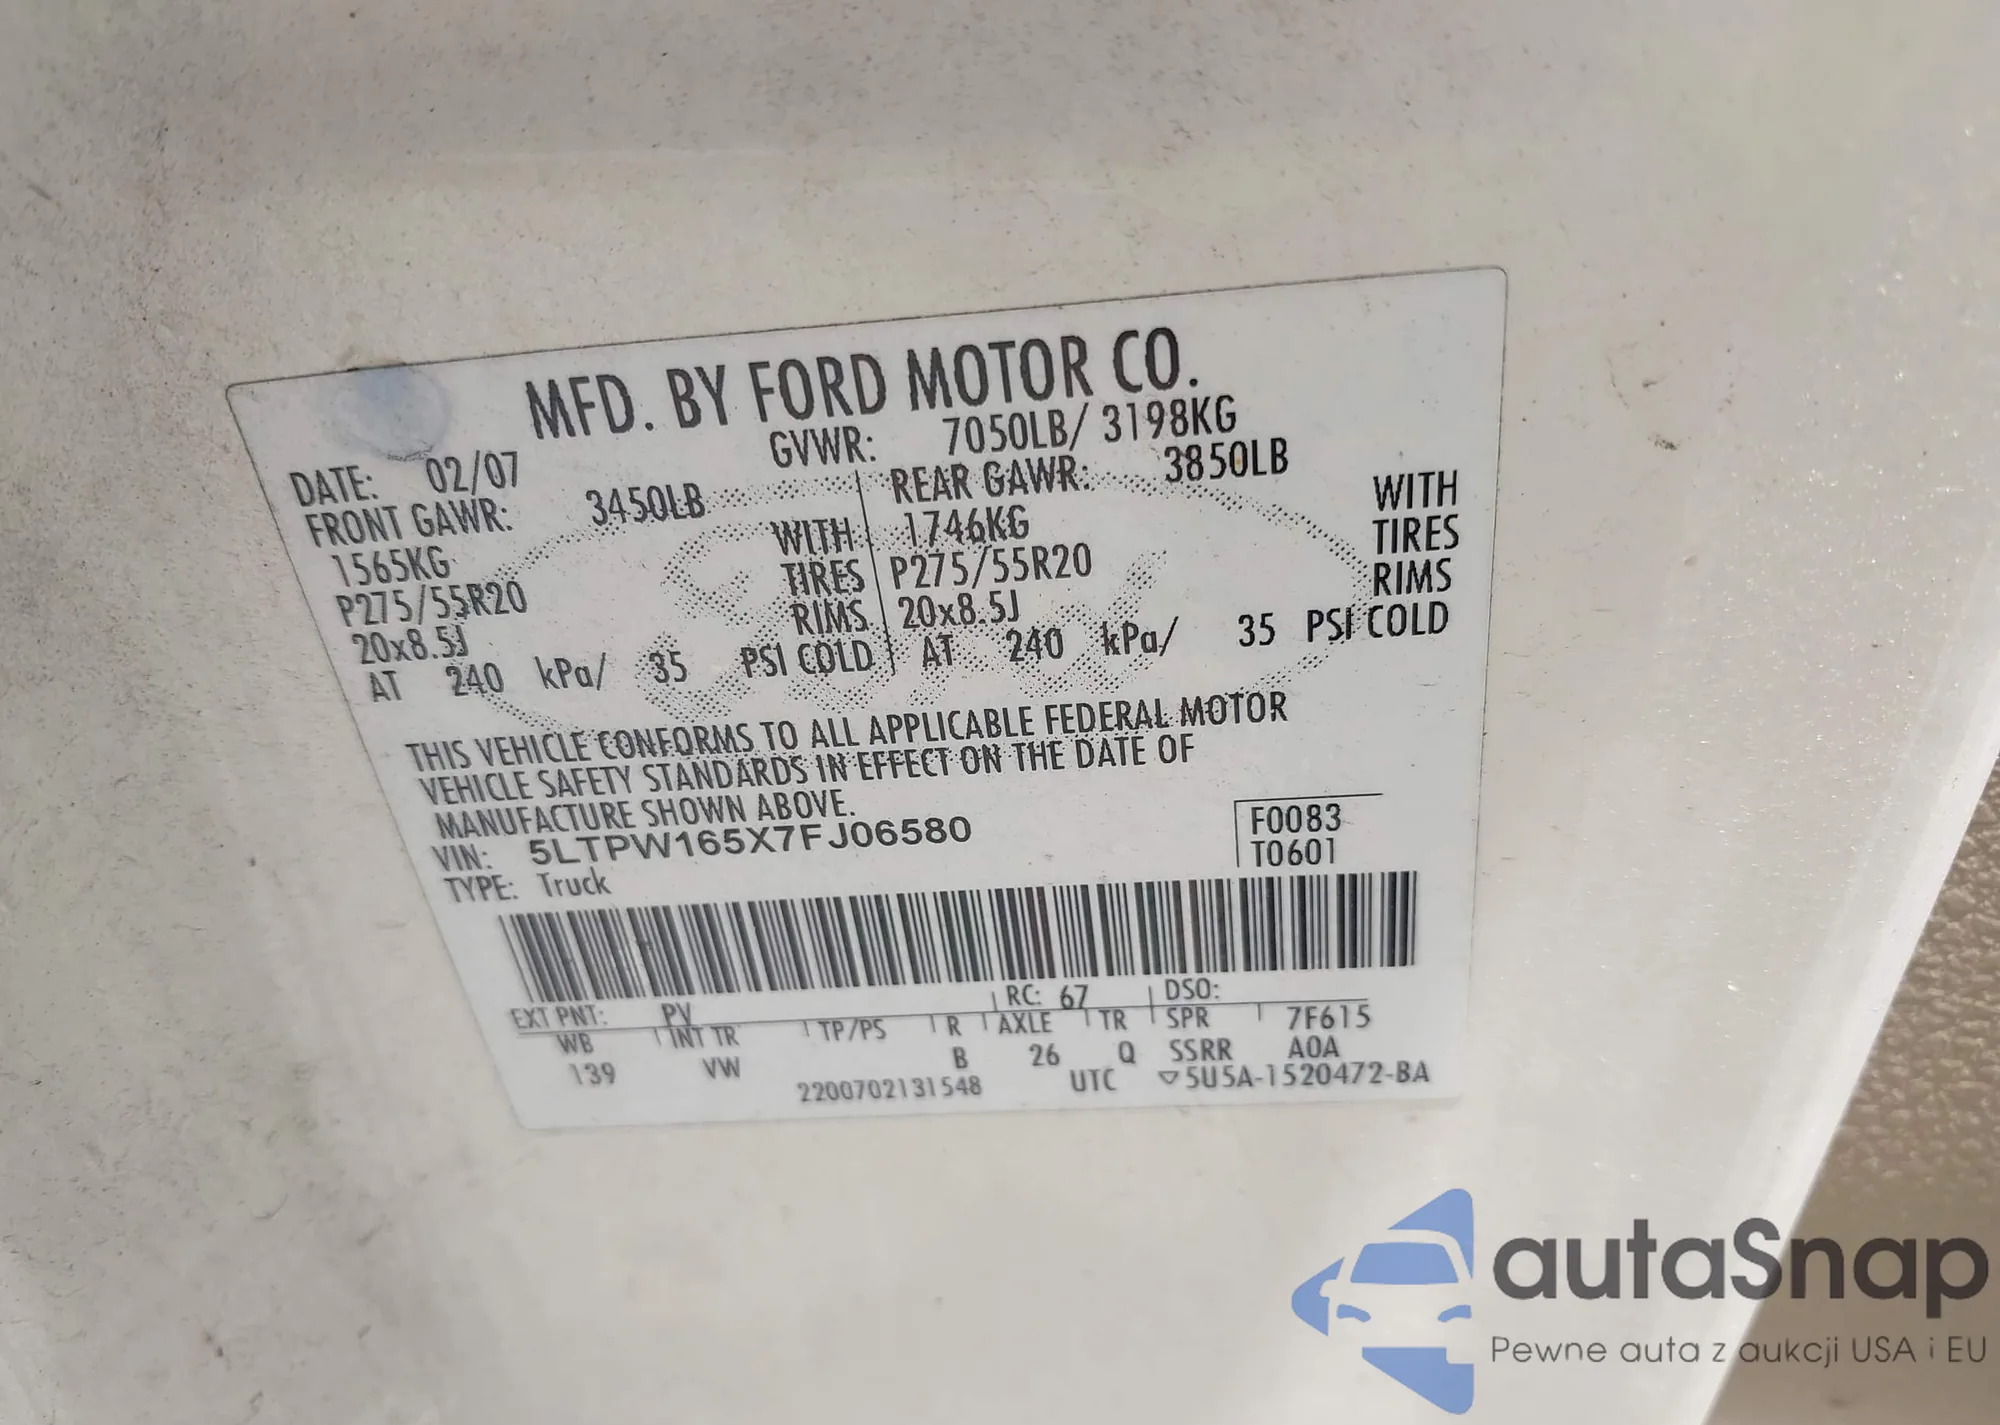 MFD. BY FORD MOTOR CO.
DATE: 02/07 GVWR: 7050LB/ 3198KG
FRONT GAWR: 3450LB REAR GAWR: 3850LB
1565KG WITH 1746KG WITH
P275/55R20 TIRES P275/55R20 TIRES
20x8.5J RIMS 20x8.5J RIMS
AT 240 kPa/ 35 PSI COLD AT 240 kPa/ 35 PSI COLD
THIS VEHICLE CONFORMS TO ALL APPLICABLE FEDERAL MOTOR
VEHICLE SAFETY STANDARDS IN EFFECT ON THE DATE OF
MANUFACTURE SHOWN ABOVE.
VIN: 5LTPW165X7FJ06580 F0083
TYPE: Truck T0601
EXT PNT: PV RC: 67 DSO:
WB INT TR TP/PS R AXLE TR SPR 7F615
139 VW B 26 Q SSRR A0A
2200702131548 UTC ▽5U5A-1520472-BA
autaSnap
Pewne auta z aukcji USA i EU